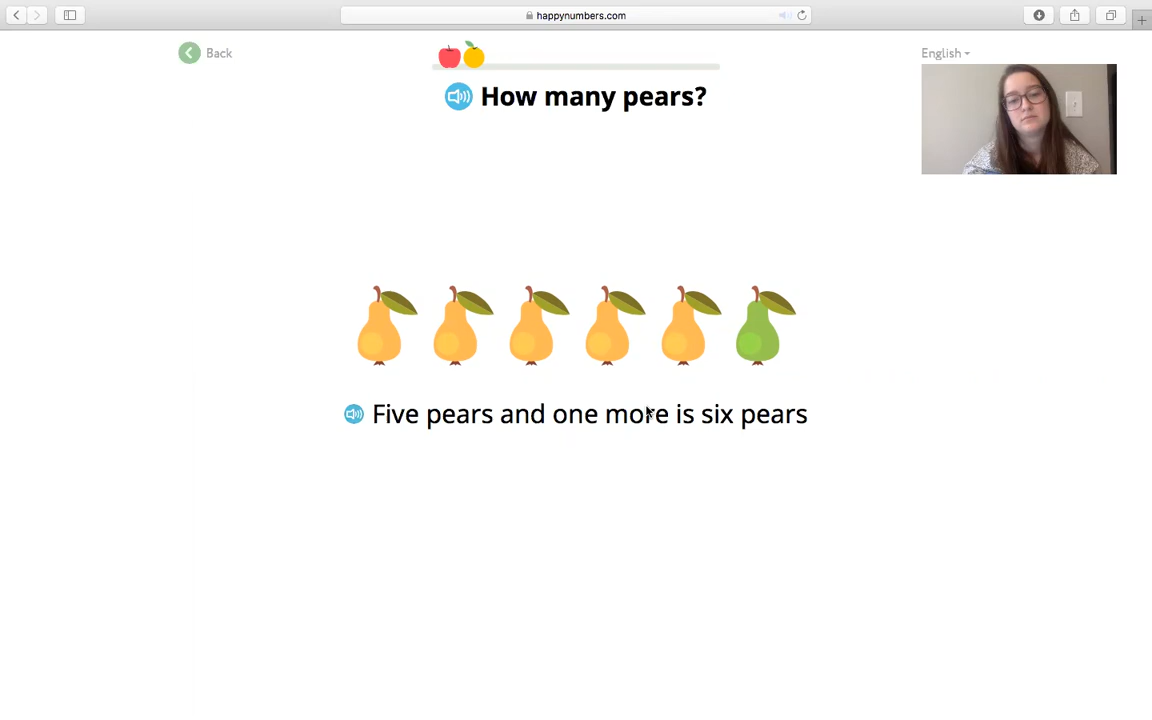 happynumbers.com
Back
English
How many pears?
Five pears and one more is six pears